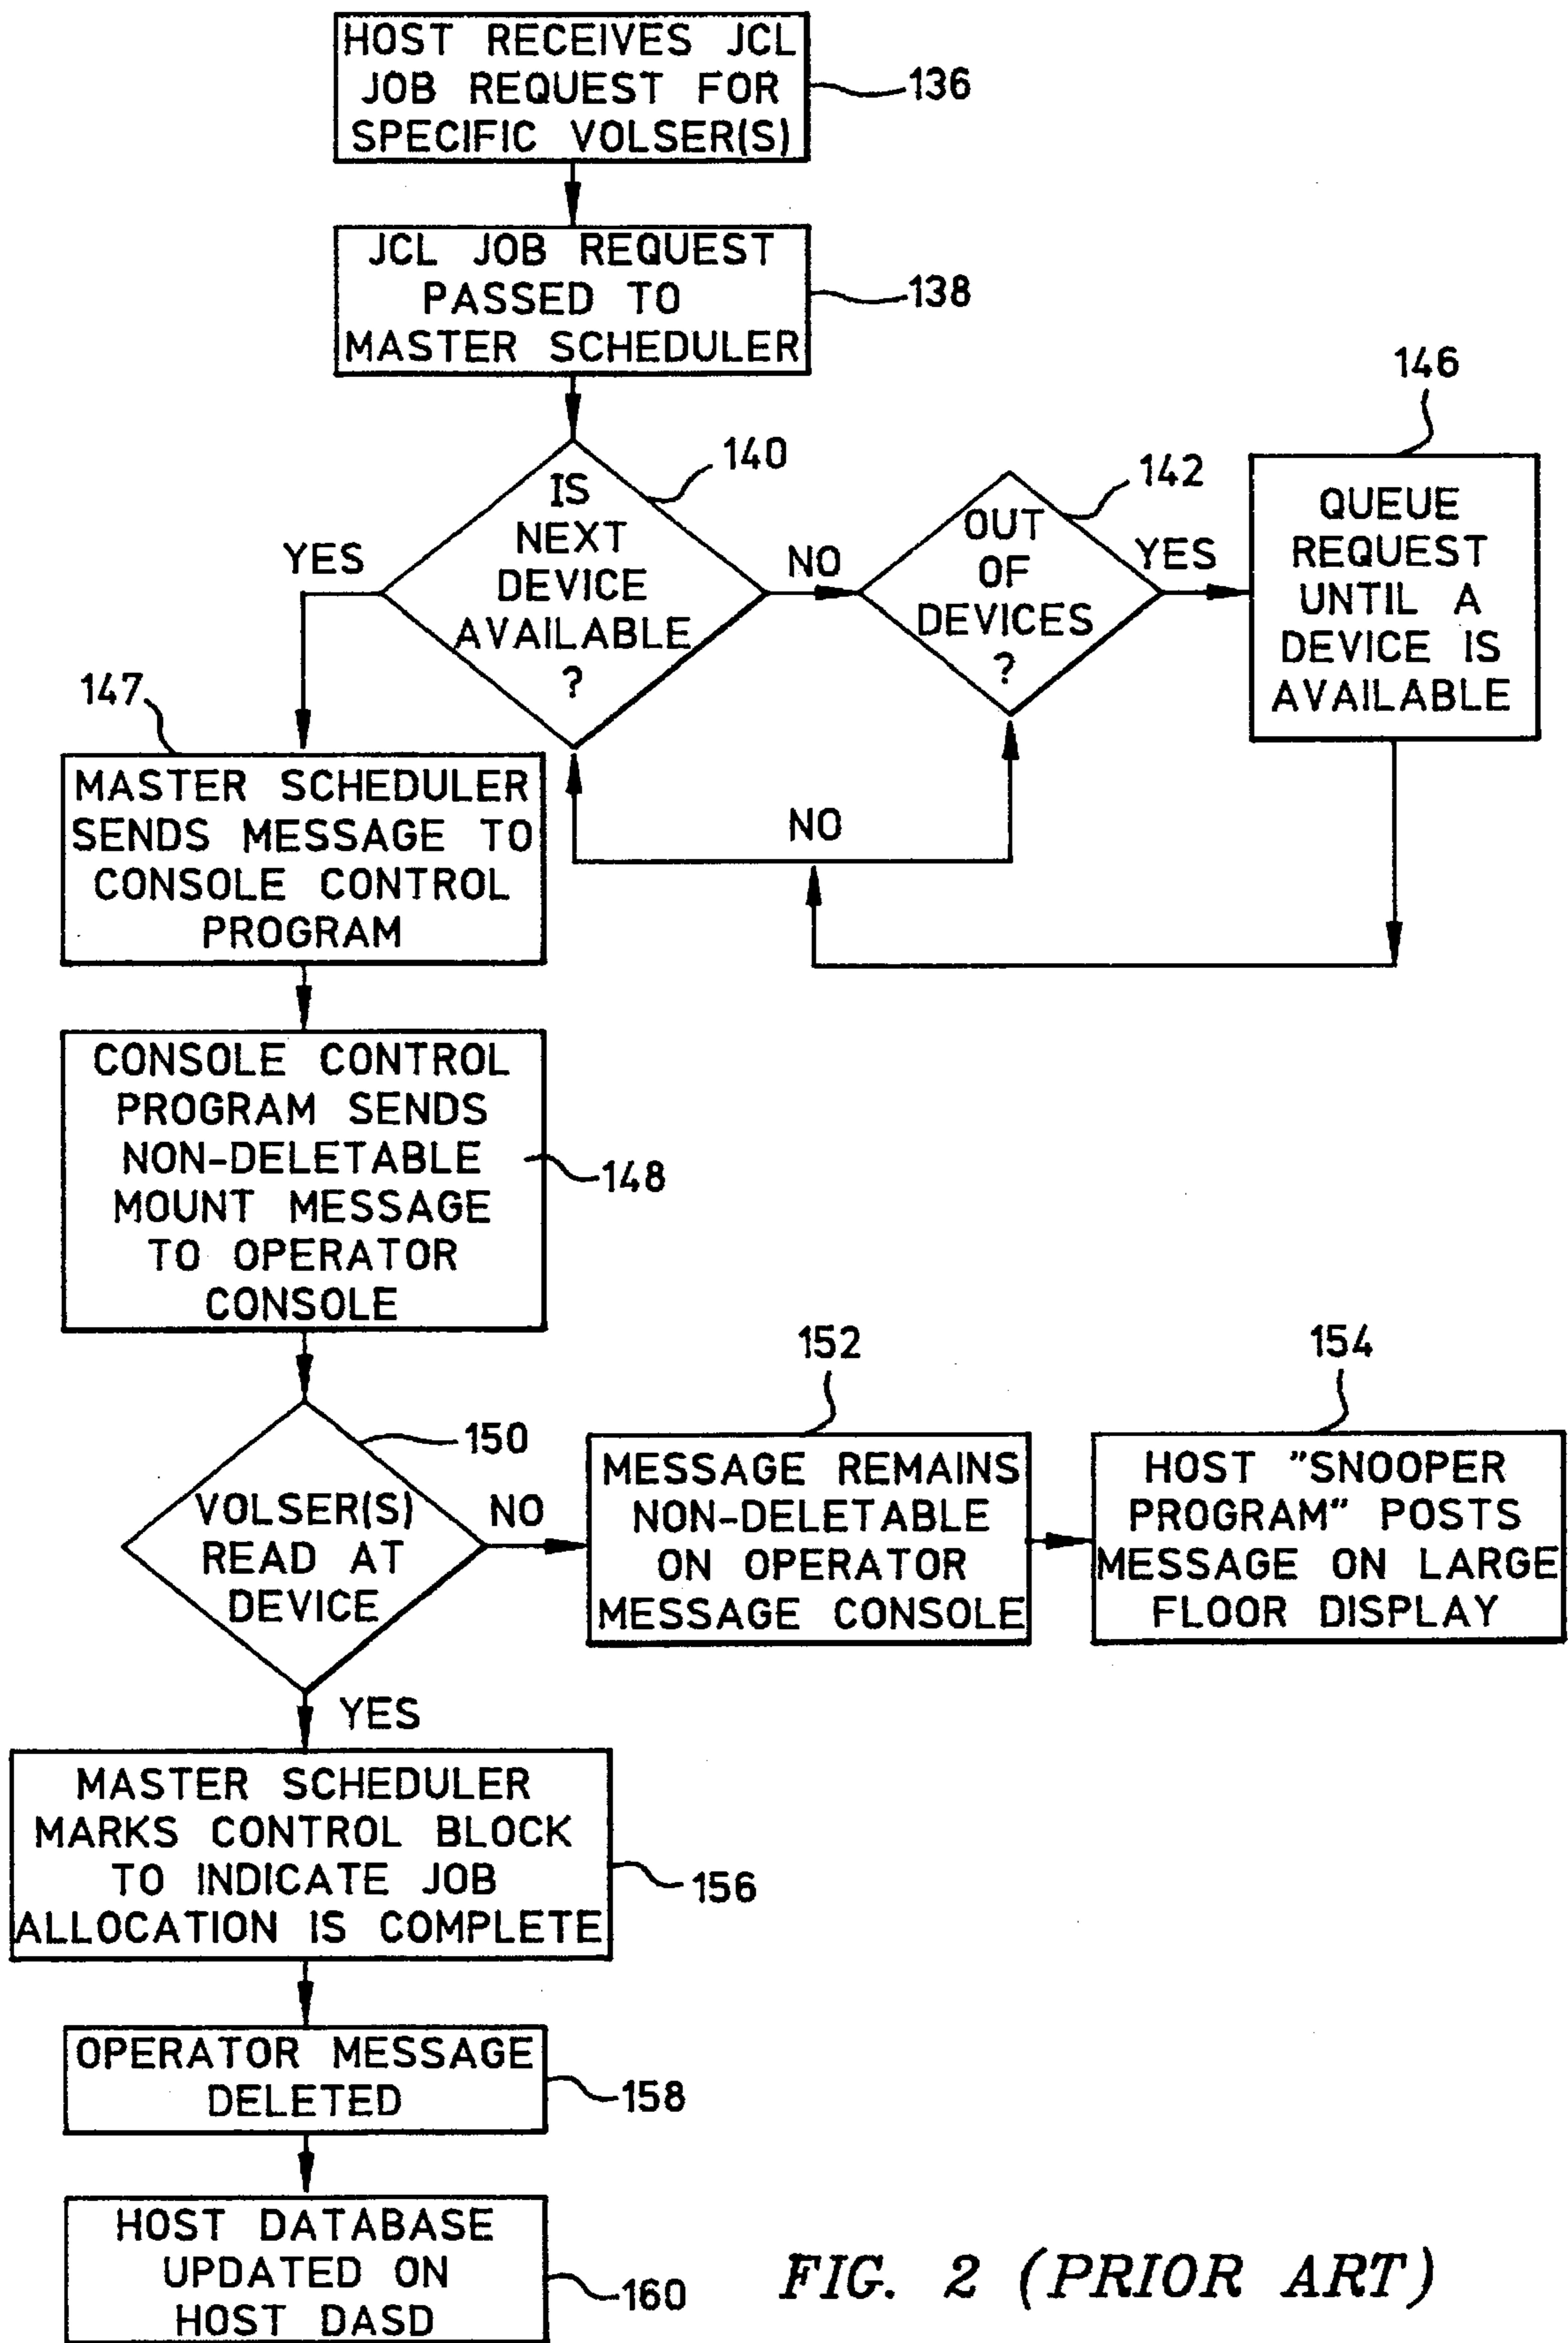 HOST RECEIVES JCL
JOB REQUEST FOR
SPECIFIC VOLSER(S)
136
JCL JOB REQUEST
PASSED TO
MASTER SCHEDULER
138
IS
NEXT
DEVICE
AVAILABLE
?
140
YES
NO
OUT
OF
DEVICES
?
142
YES
NO
QUEUE
REQUEST
UNTIL A
DEVICE IS
AVAILABLE
146
147
MASTER SCHEDULER
SENDS MESSAGE TO
CONSOLE CONTROL
PROGRAM
CONSOLE CONTROL
PROGRAM SENDS
NON-DELETABLE
MOUNT MESSAGE
TO OPERATOR
CONSOLE
148
VOLSER(S)
READ AT
DEVICE
150
NO
YES
152
MESSAGE REMAINS
NON-DELETABLE
ON OPERATOR
MESSAGE CONSOLE
154
HOST "SNOOPER
PROGRAM" POSTS
MESSAGE ON LARGE
FLOOR DISPLAY
MASTER SCHEDULER
MARKS CONTROL BLOCK
TO INDICATE JOB
ALLOCATION IS COMPLETE
156
OPERATOR MESSAGE
DELETED
158
HOST DATABASE
UPDATED ON
HOST DASD
160
FIG. 2 (PRIOR ART)